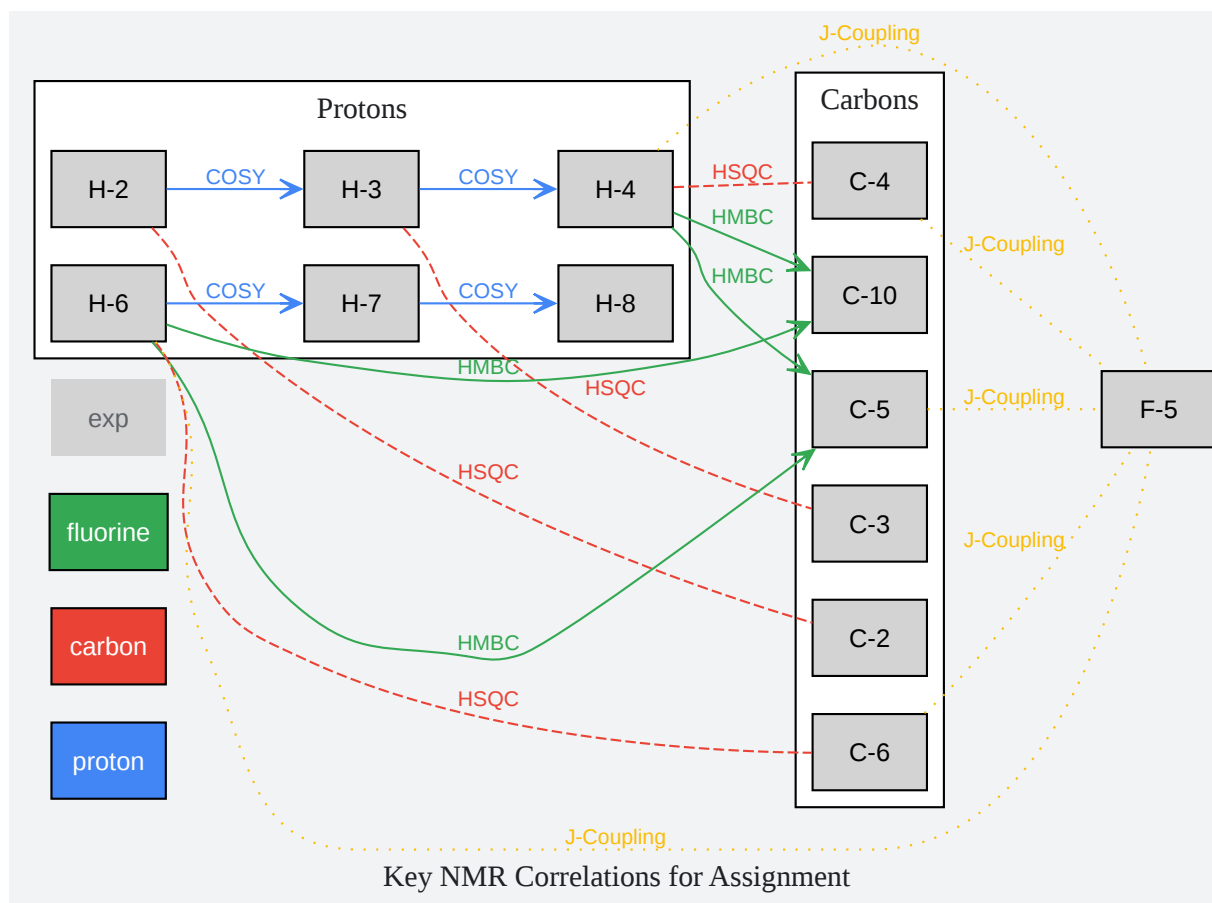 J-Coupling
Protons
Carbons
H-2
COSY
H-3
COSY
H-4
HSQC
C-4
HMBC
J-Coupling
H-6
COSY
H-7
COSY
H-8
HMBC
C-10
HMBC
HSQC
J-Coupling
exp
C-5
F-5
HSQC
fluorine
C-3
J-Coupling
carbon
HMBC
C-2
HSQC
proton
C-6
J-Coupling
Key NMR Correlations for Assignment